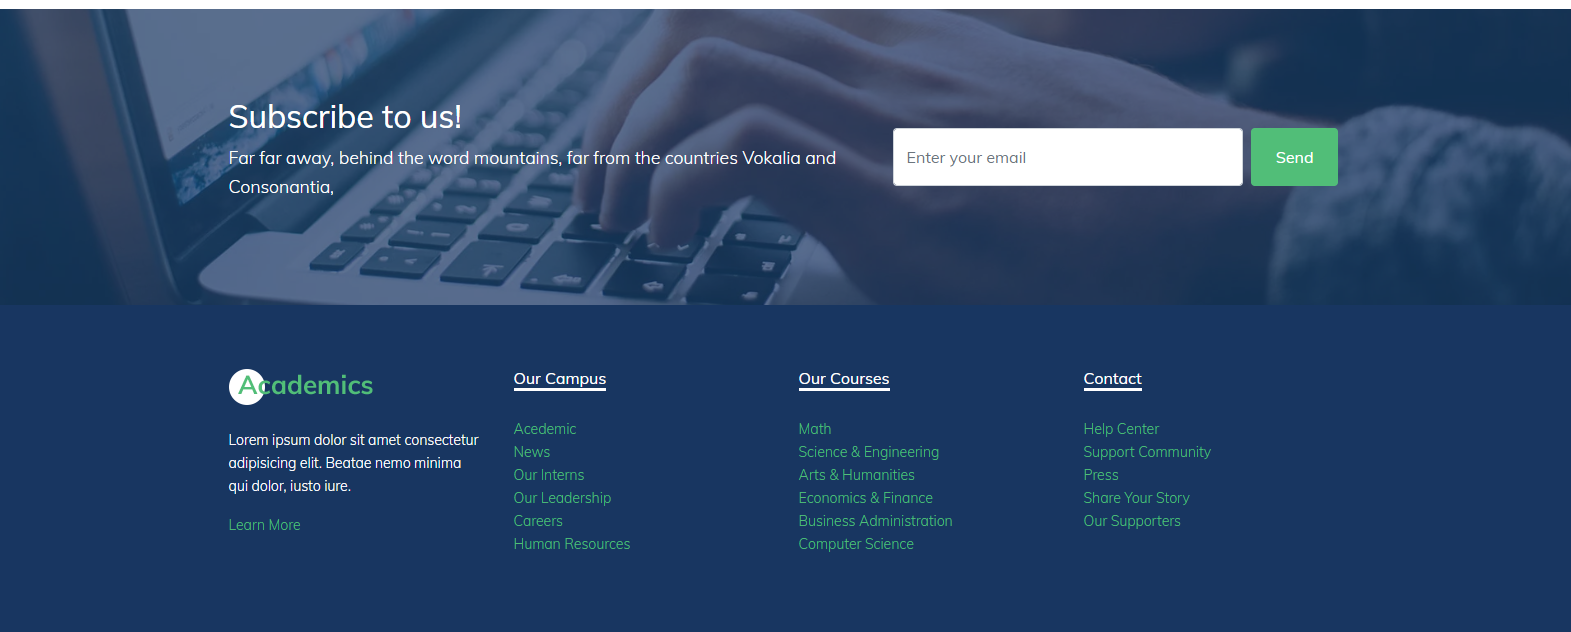 Subscribe to us!
Far far away, behind the word mountains, far from the countries Vokalia and
Consonantia,
Enter your email
Send
Academics
Lorem ipsum dolor sit amet consectetur
adipisicing elit. Beatae nemo minima
qui dolor, iusto iure.
Learn More
Our Campus
Acedemic
News
Our Interns
Our Leadership
Careers
Human Resources
Our Courses
Math
Science & Engineering
Arts & Humanities
Economics & Finance
Business Administration
Computer Science
Contact
Help Center
Support Community
Press
Share Your Story
Our Supporters